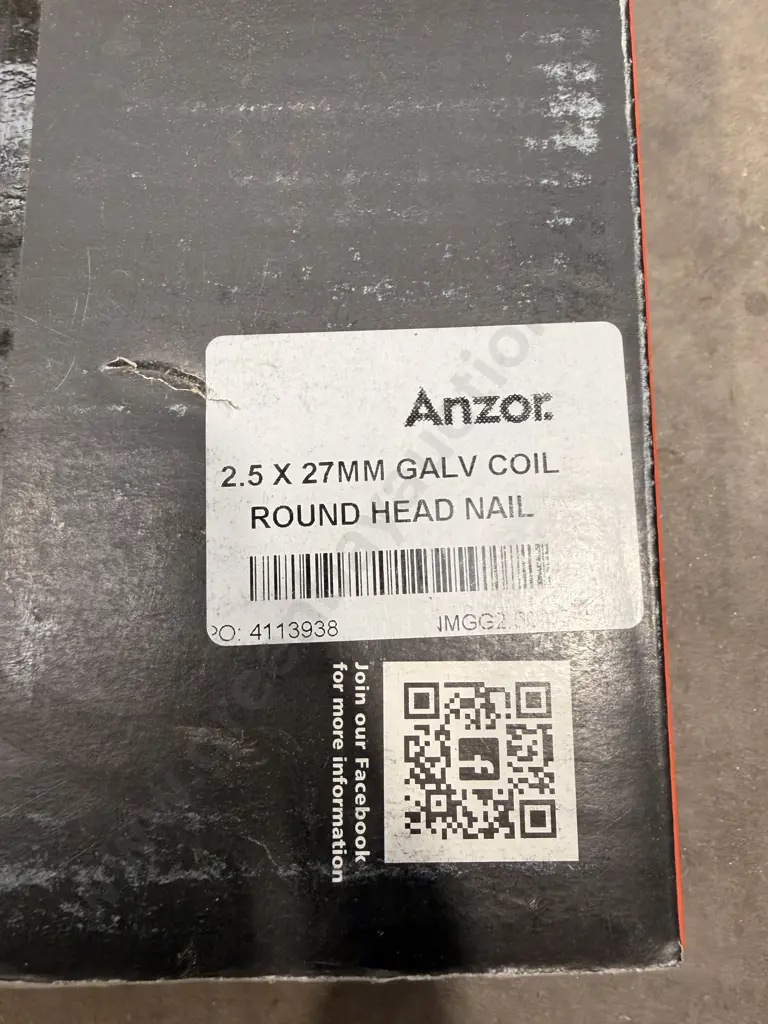 Anzor.
2.5 X 27MM GALV COIL
ROUND HEAD NAIL
PO: 4113938
Join our Facebook
for more information